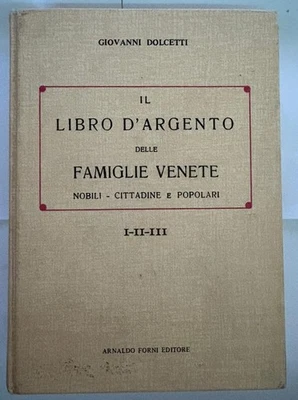 GIOVANNI DOLCETTI
IL
LIBRO D'ARGENTO
DELLE
FAMIGLIE VENETE
NOBILI - CITTADINE E POPOLARI
I-II-III
ARNALDO FORNI EDITORE